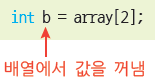 int b = array[2];
배열에서 값을 꺼냄